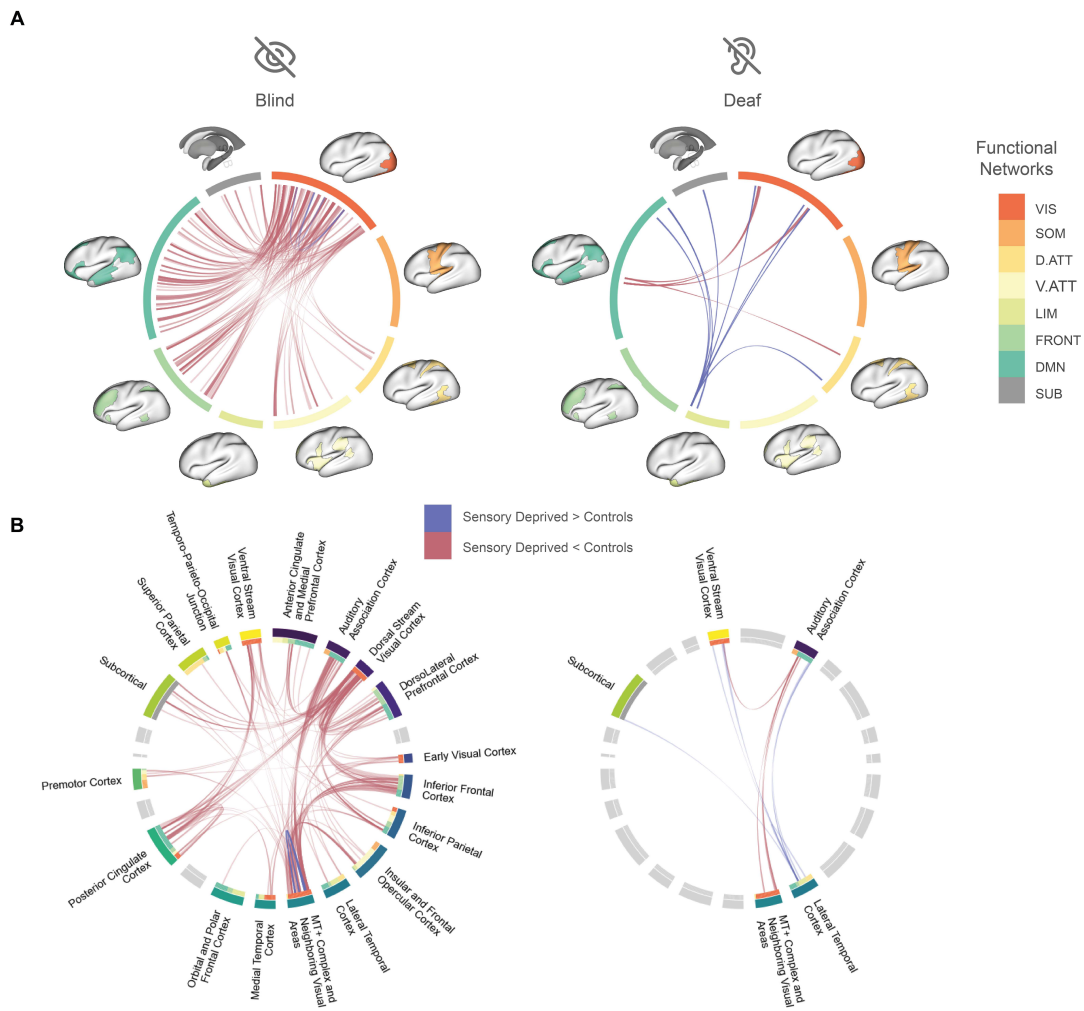 A
Blind
Deaf
Functional
Networks
VIS
SOM
D.ATT
V.ATT
LIM
FRONT
DMN
SUB
B
Sensory Deprived > Controls
Sensory Deprived < Controls
Subcortical
Superior Parietal
Cortex
Temporo-Parieto-Occipital
Junction
Ventral Stream
Visual Cortex
Anterior Cingulate
and Medial
Prefrontal Cortex
Auditory
Association Cortex
Dorsal Stream
Visual Cortex
DorsoLateral
Prefrontal Cortex
Early Visual Cortex
Inferior Frontal
Cortex
Inferior Parietal
Cortex
Insular and Frontal
Opercular Cortex
Lateral Temporal
Cortex
MT+ Complex and
Neighboring Visual
Areas
Medial Temporal
Cortex
Orbital and Polar
Frontal Cortex
Posterior Cingulate
Cortex
Premotor Cortex
Subcortical
Ventral Stream
Visual Cortex
Auditory
Association Cortex
Lateral Temporal
Cortex
MT+ Complex and
Neighboring Visual
Areas